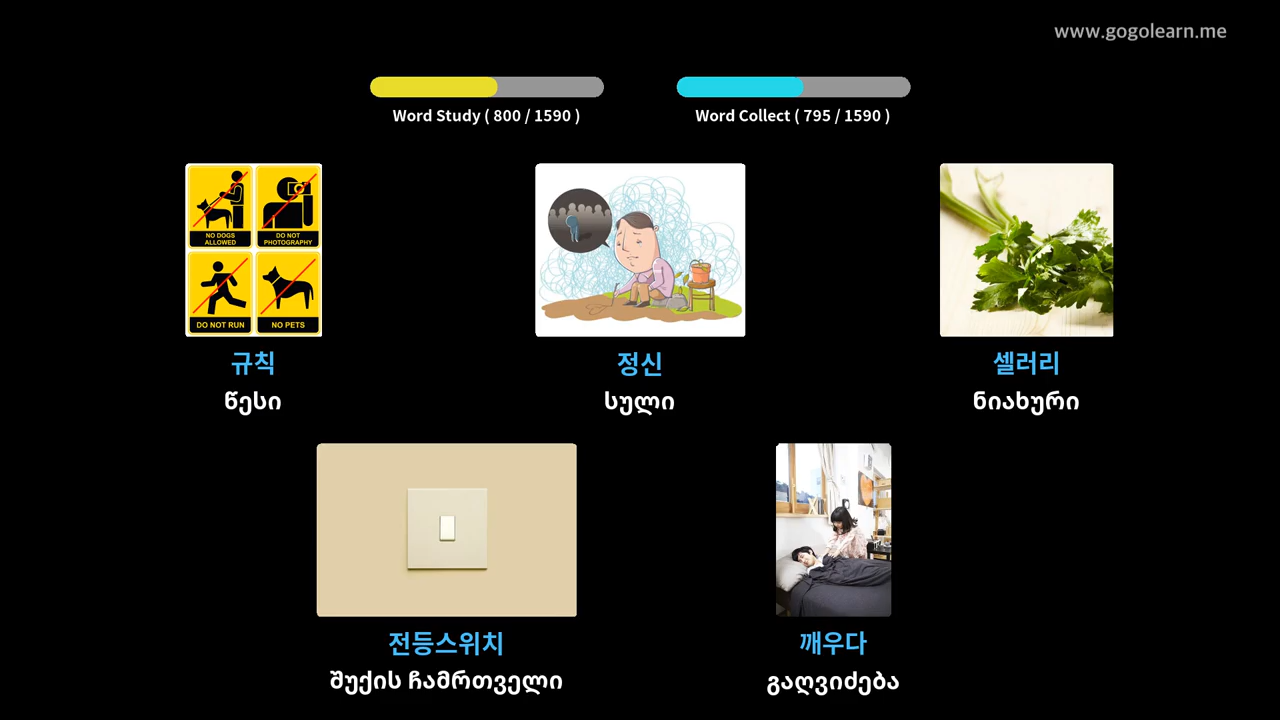 www.gogolearn.me
Word Study ( 800 / 1590 )
Word Collect ( 795 / 1590 )
NO DOGS
ALLOWED
DO NOT
PHOTOGRAPHY
DO NOT RUN
NO PETS
규칙
정신
셀러리
წესი
სული
ნიახური
전등스위치
깨우다
შუქის ჩამრთველი
გაღვიძება